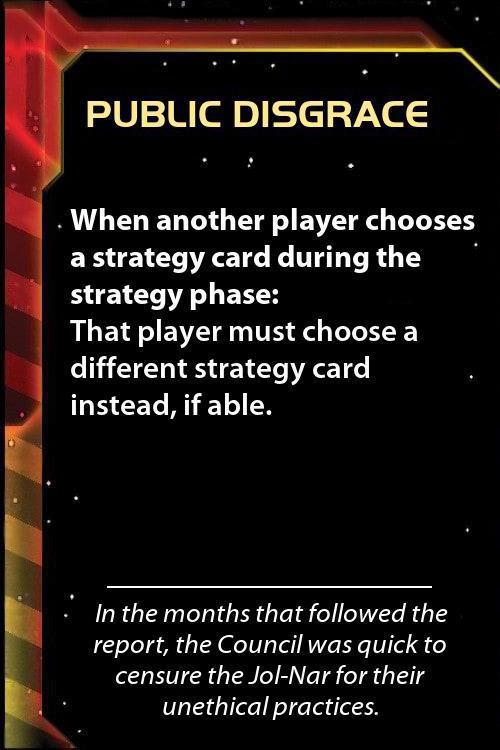 PUBLIC DISGRACE
When another player chooses
a strategy card during the
strategy phase:
That player must choose a
different strategy card
instead, if able.
In the months that followed the
report, the Council was quick to
censure the Jol-Nar for their
unethical practices.